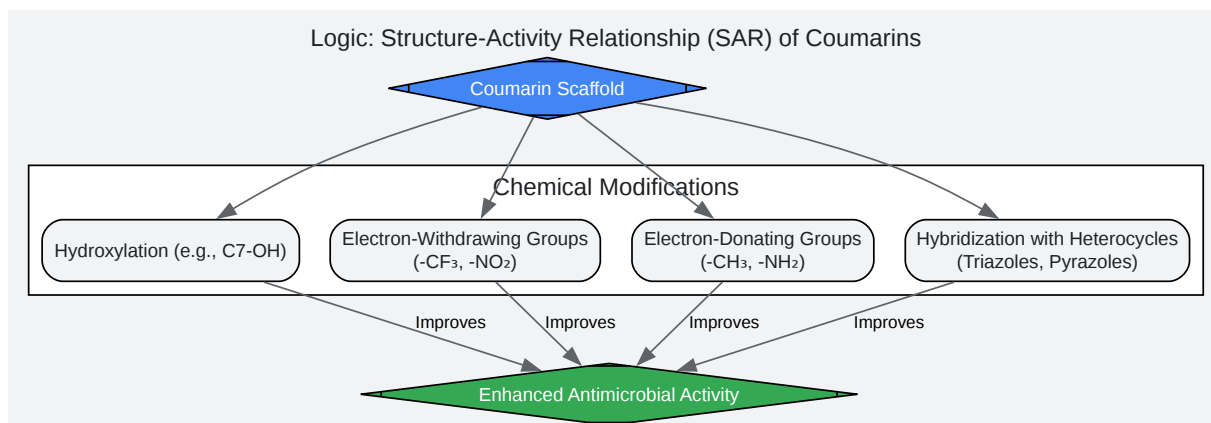 Logic: Structure-Activity Relationship (SAR) of Coumarins
Coumarin Scaffold
Chemical Modifications
Hydroxylation (e.g., C7-OH)
Electron-Withdrawing Groups
(-CF₃, -NO₂)
Electron-Donating Groups
(-CH₃, -NH₂)
Hybridization with Heterocycles
(Triazoles, Pyrazoles)
Improves
Improves
Improves
Improves
Enhanced Antimicrobial Activity